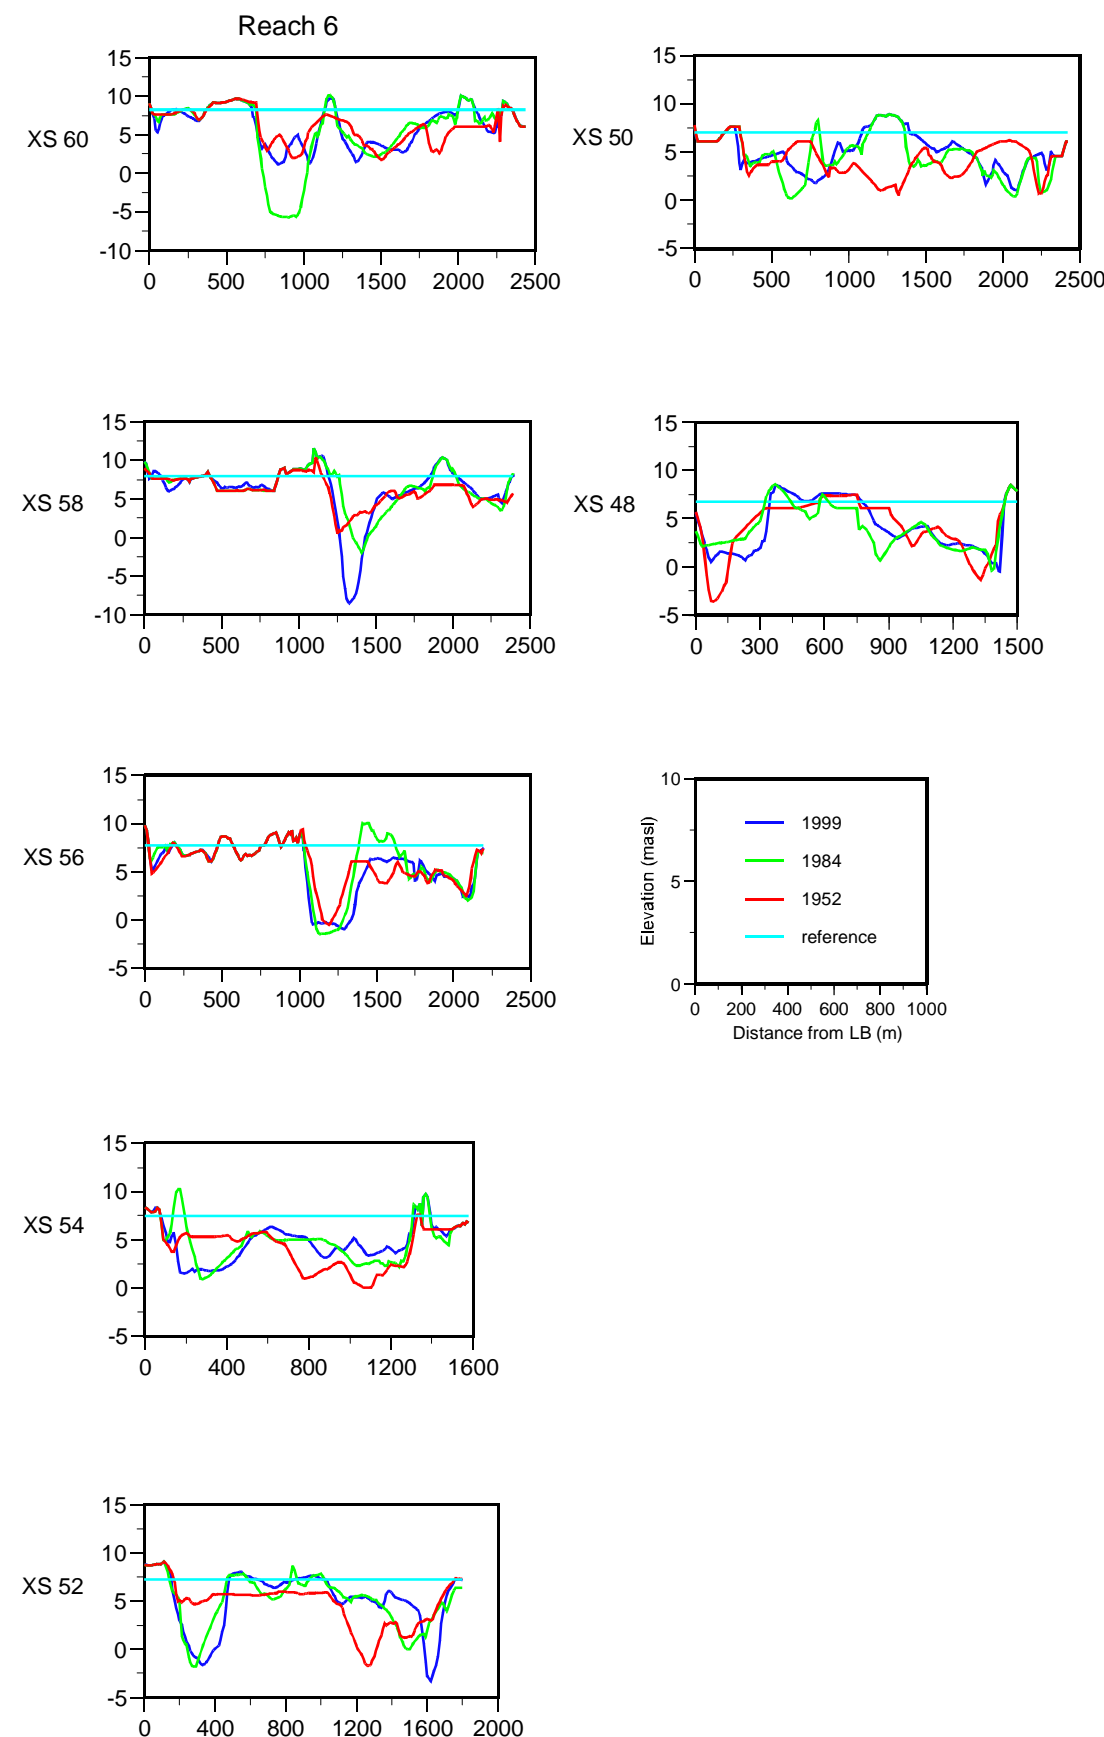 Reach 6
XS 60
15
10
5
0
-5
-10
0 500 1000 1500 2000 2500
XS 50
15
10
5
0
-5
0 500 1000 1500 2000 2500
XS 58
15
10
5
0
-5
-10
0 500 1000 1500 2000 2500
XS 48
15
10
5
0
-5
0 300 600 900 1200 1500
XS 56
15
10
5
0
-5
0 500 1000 1500 2000 2500
Elevation (masl)
10
5
0
1999
1984
1952
reference
0 200 400 600 800 1000
Distance from LB (m)
XS 54
15
10
5
0
-5
0 400 800 1200 1600
XS 52
15
10
5
0
-5
0 400 800 1200 1600 2000